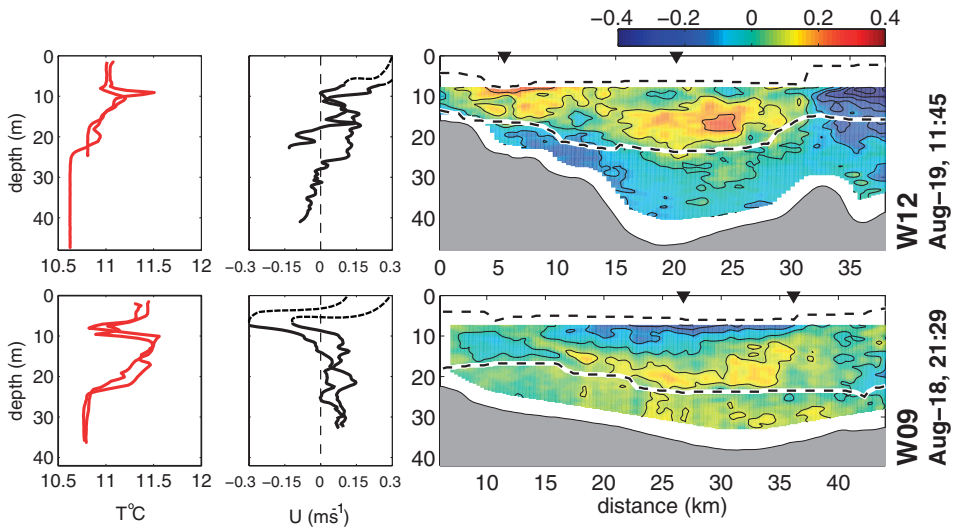 −0.4 −0.2 0 0.2 0.4
0
10
20
30
40
depth (m)
10.5 11 11.5 12
−0.3 −0.15 0 0.15 0.3
0
10
20
30
40
0 5 10 15 20 25 30 35
W12
Aug−19, 11:45
0
10
20
30
40
depth (m)
10.5 11 11.5 12
T°C
−0.3 −0.15 0 0.15 0.3
U (ms⁻¹)
0
10
20
30
40
10 15 20 25 30 35 40
distance (km)
W09
Aug−18, 21:29